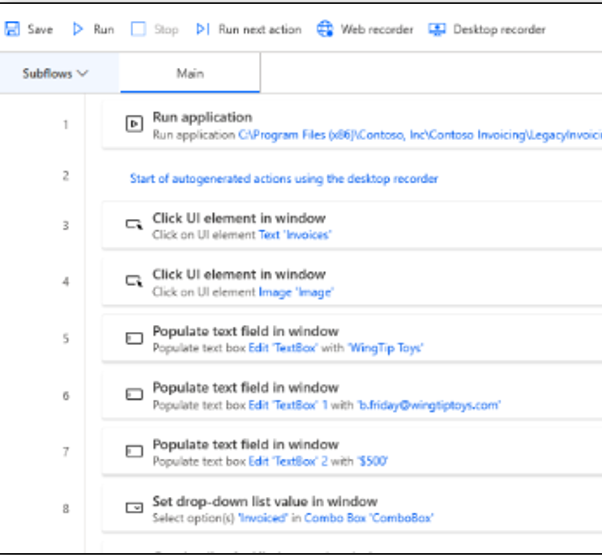 Save Run Stop Run next action Web recorder Desktop recorder
Subflows Main
1 Run application
Run application C:\Program Files (x86)\Contoso, Inc\Contoso Invoicing\LegacyInvoici
2 Start of autogenerated actions using the desktop recorder
3 Click UI element in window
Click on UI element Text 'Invoices'
4 Click UI element in window
Click on UI element Image 'Image'
5 Populate text field in window
Populate text box Edit 'TextBox' with 'WingTip Toys'
6 Populate text field in window
Populate text box Edit 'TextBox' 1 with 'b.friday@wingtiptoys.com'
7 Populate text field in window
Populate text box Edit 'TextBox' 2 with '$500'
8 Set drop-down list value in window
Select option(s) 'Invoiced' in Combo Box 'ComboBox'